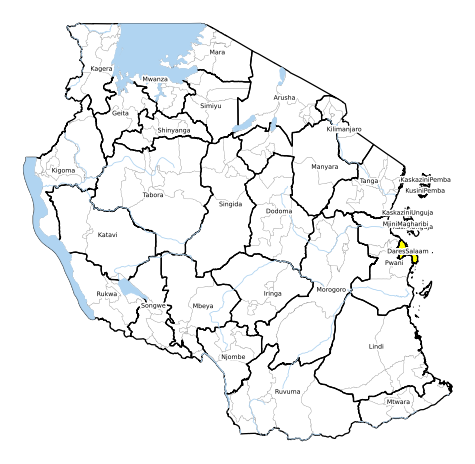 Mara
Kagera
Mwanza
Arusha
Simiyu
Geita
Shinyanga
Kilimanjaro
Manyara
Kigoma
KaskaziniPemba
Tanga
KusiniPemba
Tabora
Singida
Dodoma
KaskaziniUnguja
MjiniMagharibi
Katavi
DaresSalaam
Pwani
Rukwa
Songwe
Mbeya
Iringa
Morogoro
Lindi
Njombe
Ruvuma
Mtwara